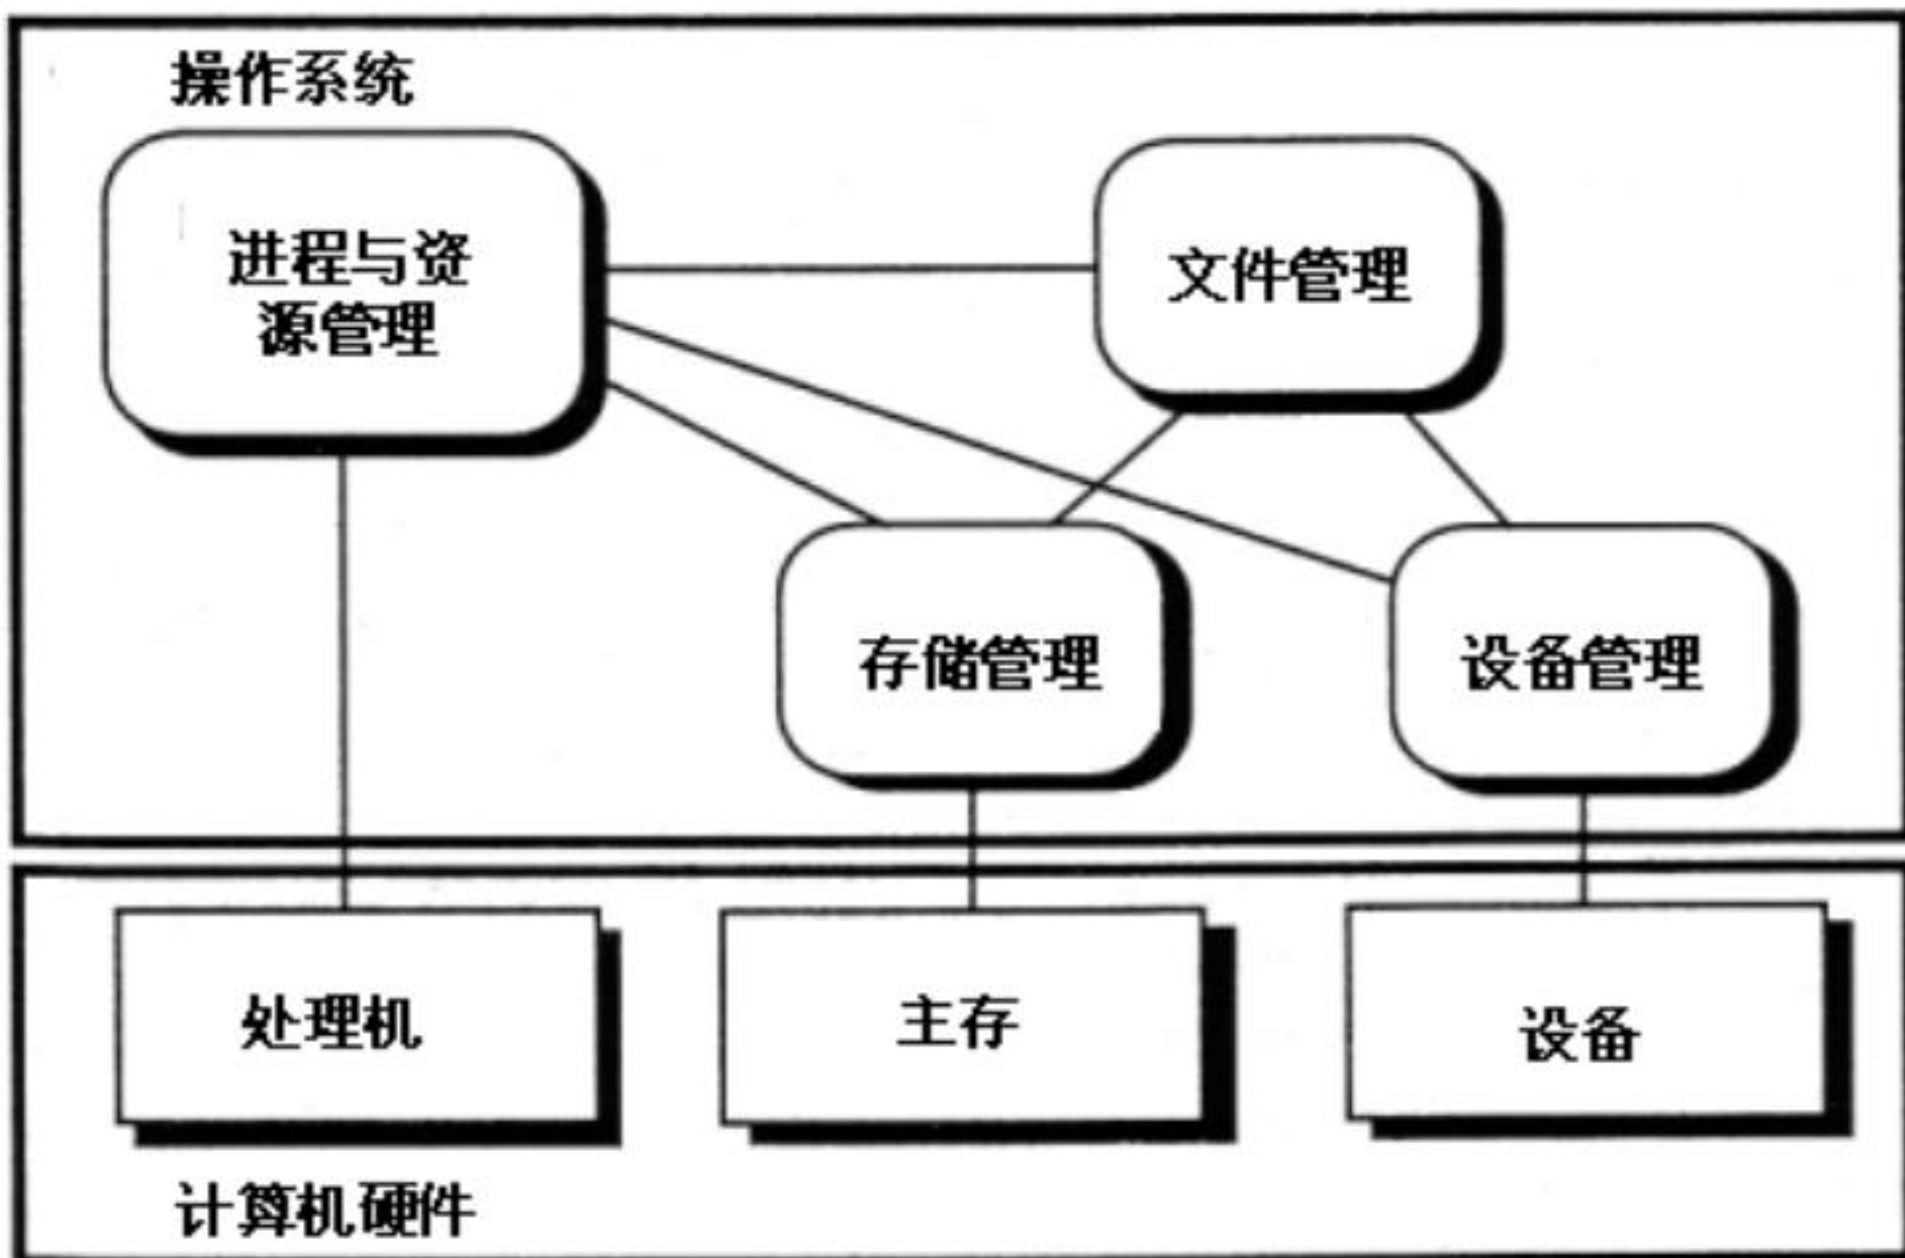 操作系统
进程与资
源管理
文件管理
存储管理
设备管理
处理机
主存
设备
计算机硬件